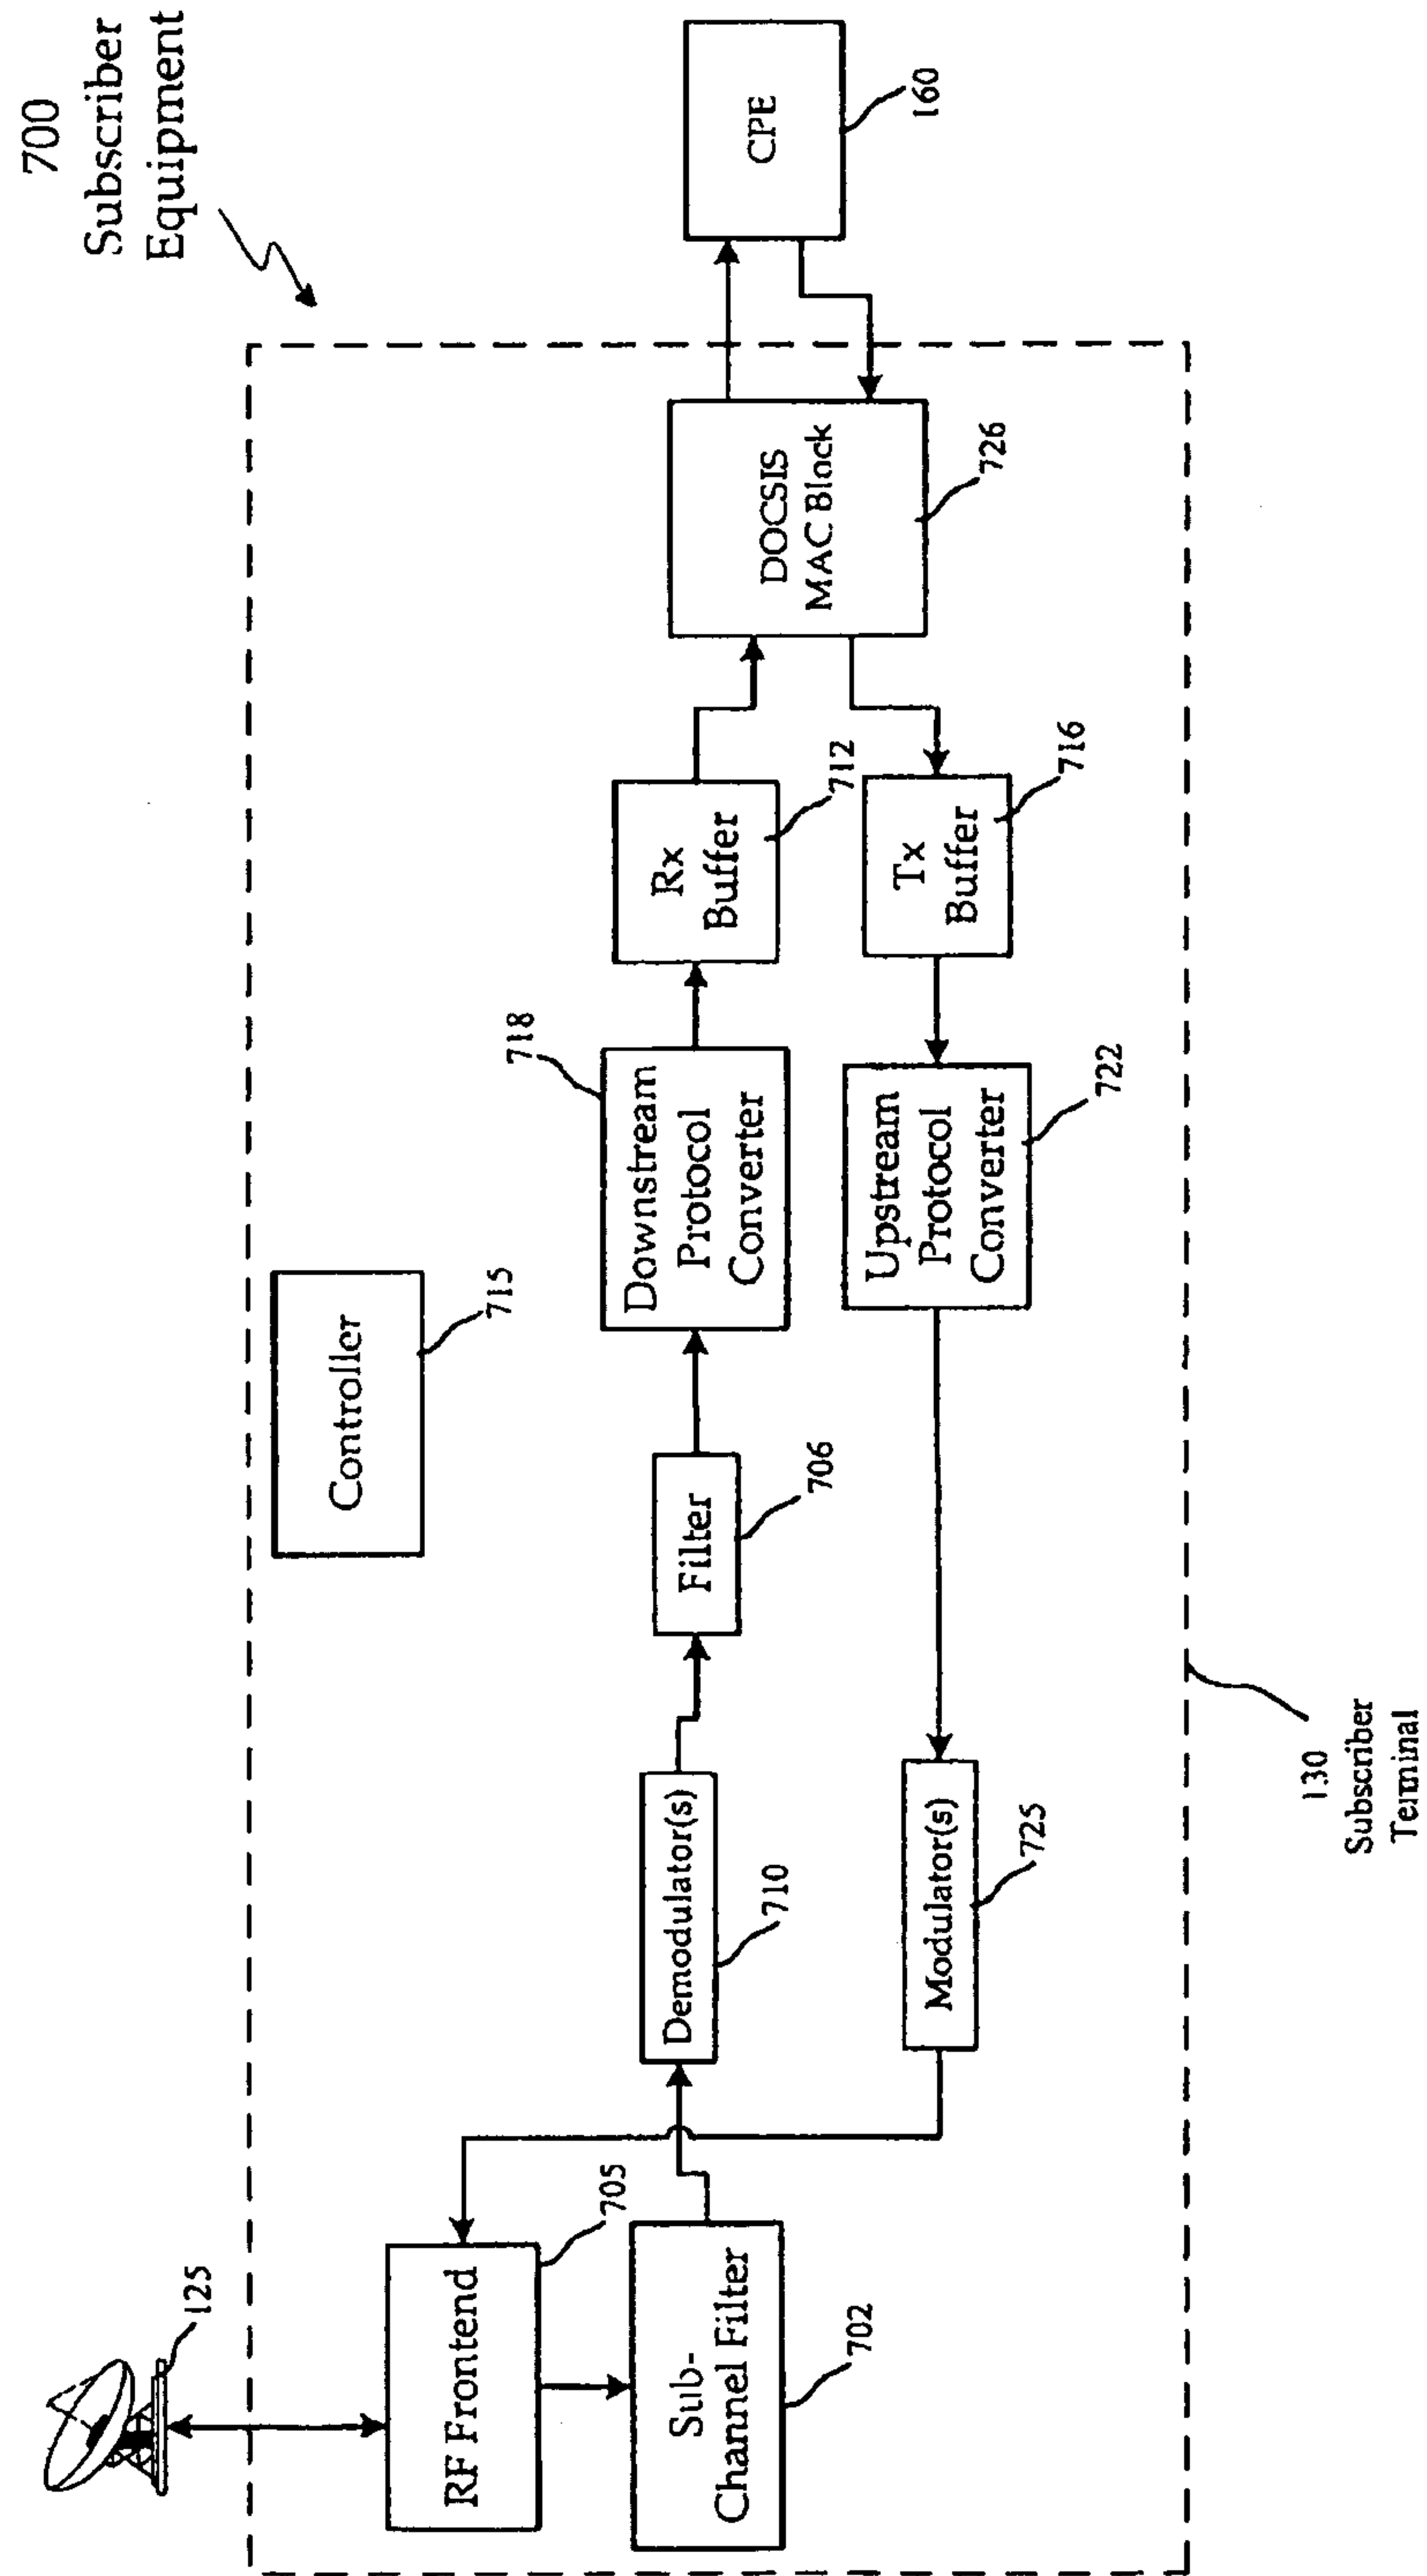 700
Subscriber
Equipment
125
RF Frontend
705
Sub-
Channel Filter
702
Demodulator(s)
710
Filter
706
Controller
715
Downstream
Protocol
Converter
718
Rx
Buffer
712
DOCSIS
MAC Block
726
CPE
160
Tx
Buffer
716
Upstream
Protocol
Converter
722
Modulator(s)
725
130
Subscriber
Terminal